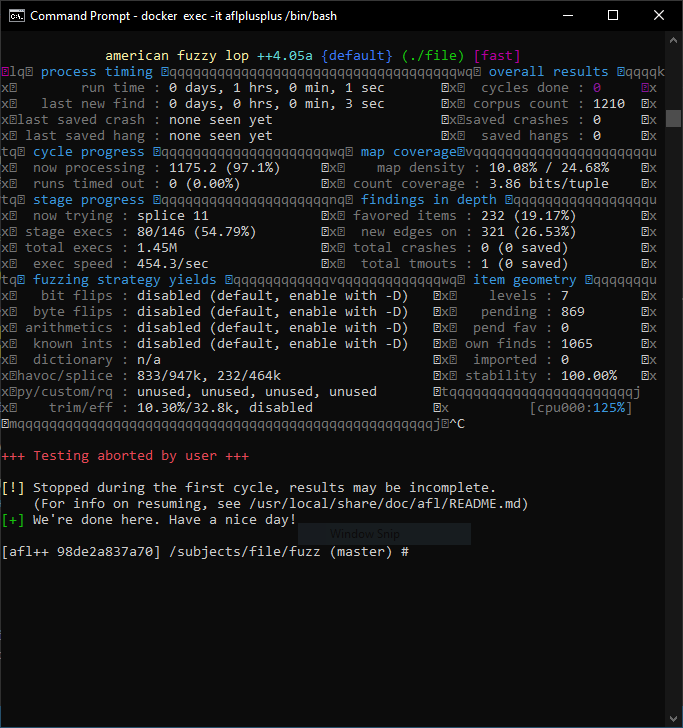 Command Prompt - docker exec -it aflplusplus /bin/bash
american fuzzy lop ++4.05a {default} (./file) [fast]
lq process timing qqqqqqqqqqqqqqqqqqqqqqqqqqqqqqqqqqqqwq overall results qqqqk
x run time : 0 days, 1 hrs, 0 min, 1 sec x cycles done : 0 x
x last new find : 0 days, 0 hrs, 0 min, 3 sec x corpus count : 1210 x
x last saved crash : none seen yet x saved crashes : 0 x
x last saved hang : none seen yet x saved hangs : 0 x
tq cycle progress qqqqqqqqqqqqqqqqqqqqwq map coverage vqqqqqqqqqqqqqqqqqqqqqqu
x now processing : 1175.2 (97.1%) x map density : 10.08% / 24.68% x
x runs timed out : 0 (0.00%) x count coverage : 3.86 bits/tuple x
tq stage progress qqqqqqqqqqqqqqqqqqqqnq findings in depth qqqqqqqqqqqqqqqqqqu
x now trying : splice 11 x favored items : 232 (19.17%) x
x stage execs : 80/146 (54.79%) x new edges on : 321 (26.53%) x
x total execs : 1.45M x total crashes : 0 (0 saved) x
x exec speed : 454.3/sec x total tmouts : 1 (0 saved) x
tq fuzzing strategy yields qqqqqqqqqqqqvqqqqqqqqqqqqwq item geometry qqqqqqqu
x bit flips : disabled (default, enable with -D) x levels : 7 x
x byte flips : disabled (default, enable with -D) x pending : 869 x
x arithmetics : disabled (default, enable with -D) x pend fav : 0 x
x known ints : disabled (default, enable with -D) x own finds : 1065 x
x dictionary : n/a x imported : 0 x
x havoc/splice : 833/947k, 232/464k x stability : 100.00% x
x py/custom/rq : unused, unused, unused, unused tqqqqqqqqqqqqqqqqqqqqqqqj
x trim/eff : 10.30%/32.8k, disabled x [cpu000:125%]
mqqqqqqqqqqqqqqqqqqqqqqqqqqqqqqqqqqqqqqqqqqqqqqqqqqqqj ^C
+++ Testing aborted by user +++
[!] Stopped during the first cycle, results may be incomplete.
(For info on resuming, see /usr/local/share/doc/afl/README.md)
[+] We're done here. Have a nice day!
Window Snip
[afl++ 98de2a837a70] /subjects/file/fuzz (master) #